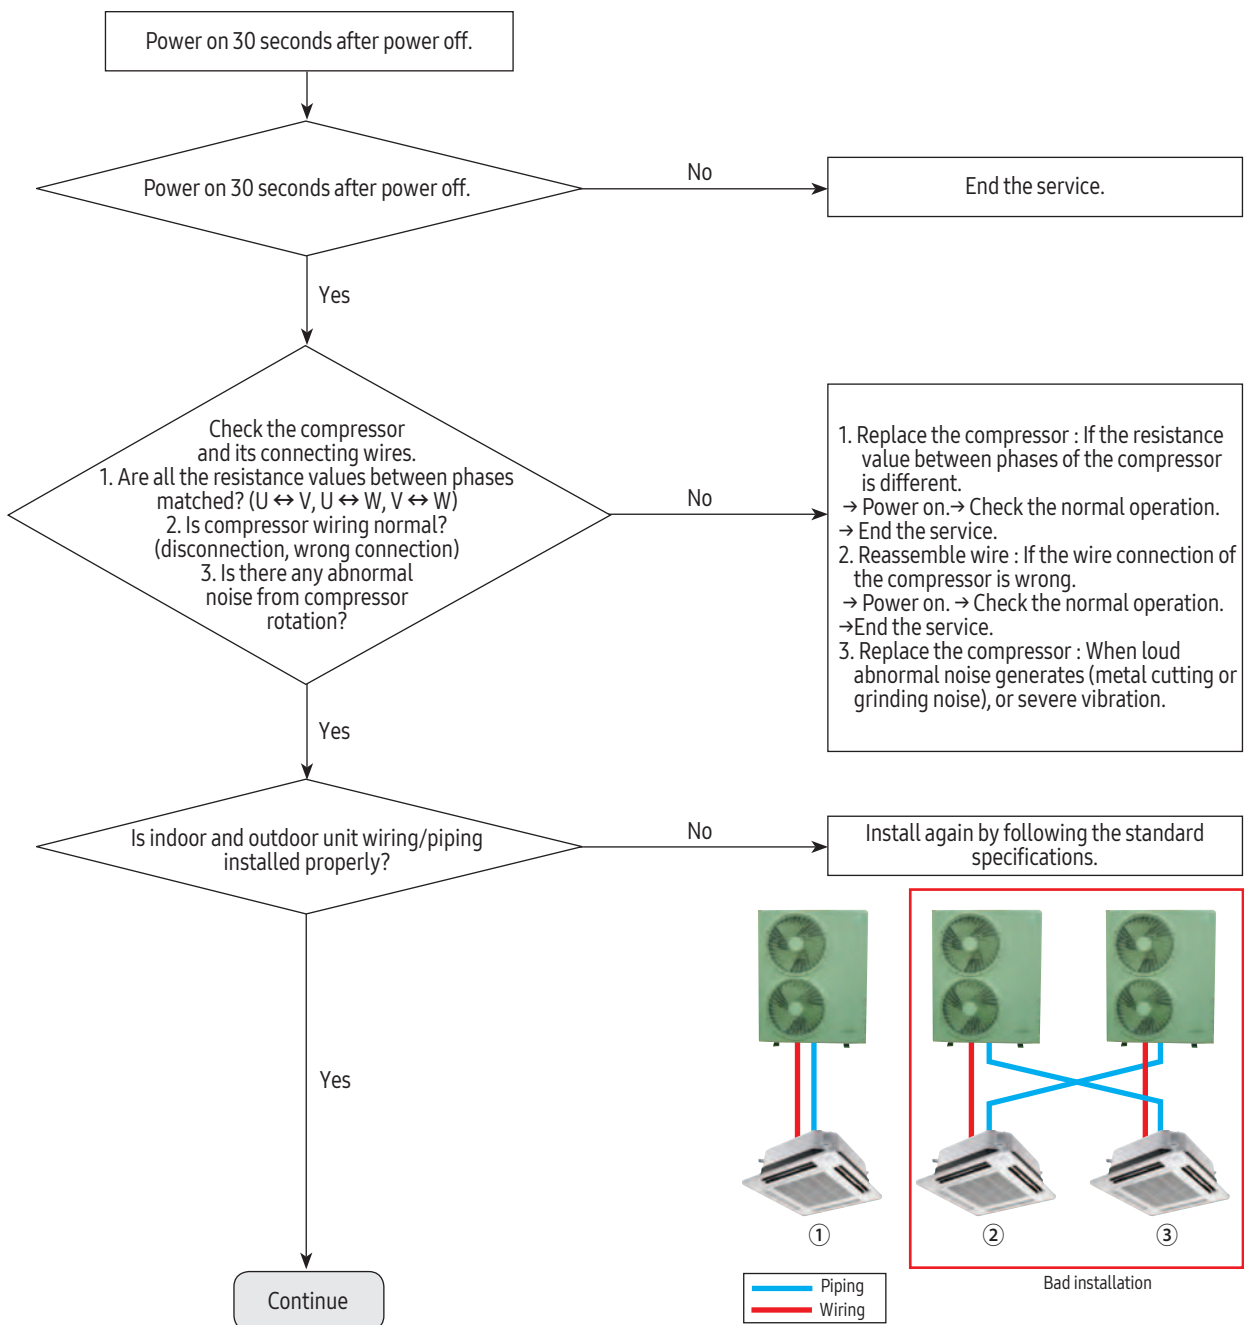 Power on 30 seconds after power off.
Power on 30 seconds after power off.
No
End the service.
Yes
Check the compressor
and its connecting wires.
1. Are all the resistance values between phases
matched? (U ↔ V, U ↔ W, V ↔ W)
2. Is compressor wiring normal?
(disconnection, wrong connection)
3. Is there any abnormal
noise from compressor
rotation?
No
1. Replace the compressor : If the resistance
value between phases of the compressor
is different.
→ Power on.→ Check the normal operation.
→ End the service.
2. Reassemble wire : If the wire connection of
the compressor is wrong.
→ Power on. → Check the normal operation.
→End the service.
3. Replace the compressor : When loud
abnormal noise generates (metal cutting or
grinding noise), or severe vibration.
Yes
Is indoor and outdoor unit wiring/piping
installed properly?
No
Install again by following the standard
specifications.
Yes
① ② ③
Bad installation
Piping
Wiring
Continue